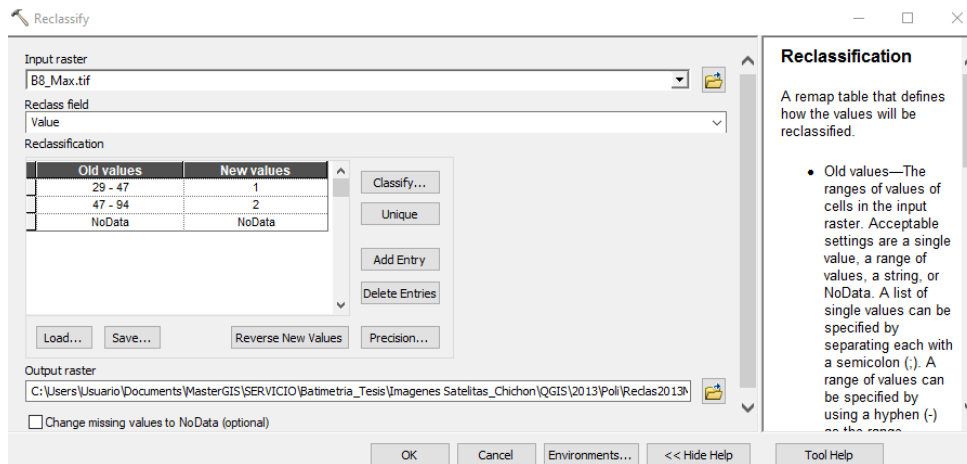 Reclassify
Input raster
B8_Max.tif
Reclass field
Value
Reclassification
Old values New values
29 - 47 1
47 - 94 2
NoData NoData
Classify...
Unique
Add Entry
Delete Entries
Load... Save... Reverse New Values Precision...
Output raster
C:\Users\Usuario\Documents\MasterGIS\SERVICIO\Batimetria_Tesis\Imagenes Satelitas_Chichon\QGIS\2013\Poli\Reclas2013
Change missing values to NoData (optional)
OK Cancel Environments... << Hide Help Tool Help
Reclassification
A remap table that defines
how the values will be
reclassified.
• Old values—The
ranges of values of
cells in the input
raster. Acceptable
settings are a single
value, a range of
values, a string, or
NoData. A list of
single values can be
specified by
separating each with
a semicolon (;). A
range of values can
be specified by
using a hyphen (-)
as the range